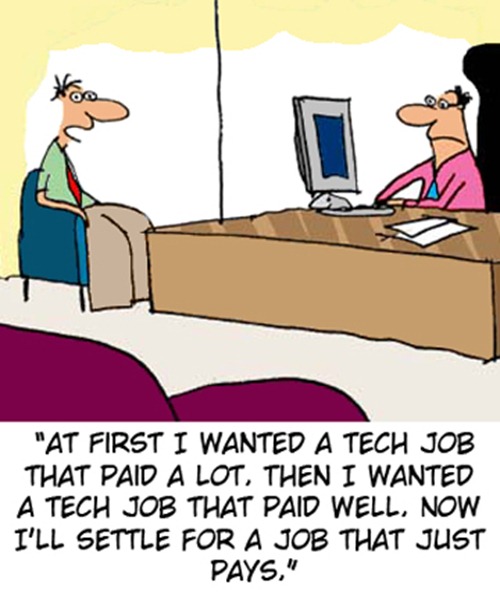 "AT FIRST I WANTED A TECH JOB
THAT PAID A LOT. THEN I WANTED
A TECH JOB THAT PAID WELL. NOW
I'LL SETTLE FOR A JOB THAT JUST
PAYS."